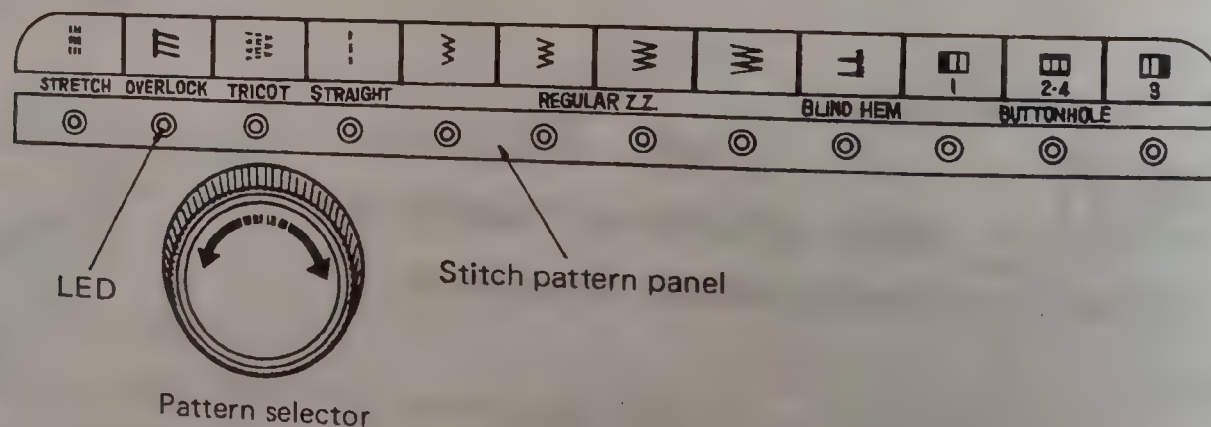 1 2-4 3
STRETCH OVERLOCK TRICOT STRAIGHT REGULAR Z.Z. BLIND HEM BUTTONHOLE
LED
Stitch pattern panel
Pattern selector